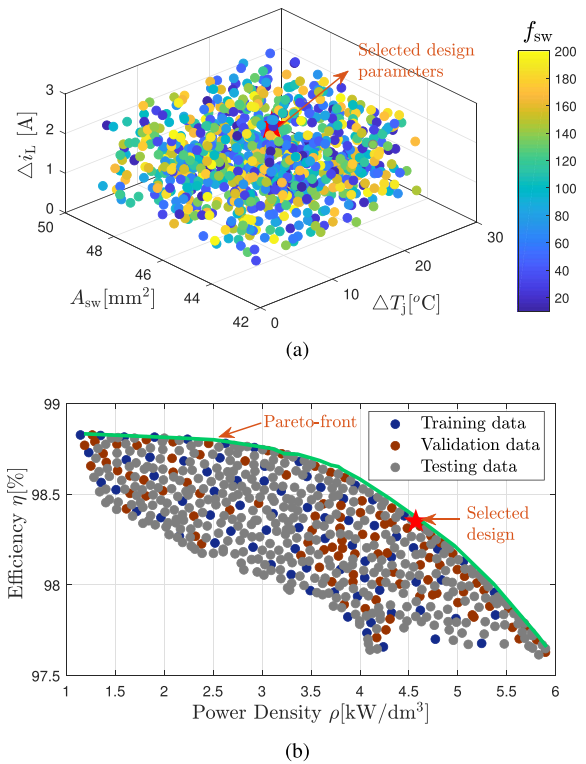 Selected design
parameters
f_sw
200
180
160
140
120
100
80
60
40
20
△i_L [A]
3
2
1
0
50
48
46
44
42
A_sw[mm²]
0
10
20
30
△T_j[°C]
(a)
99
98.5
98
97.5
Efficiency η[%]
Pareto-front
Training data
Validation data
Testing data
Selected
design
1
1.5
2
2.5
3
3.5
4
4.5
5
5.5
6
Power Density ρ[kW/dm³]
(b)